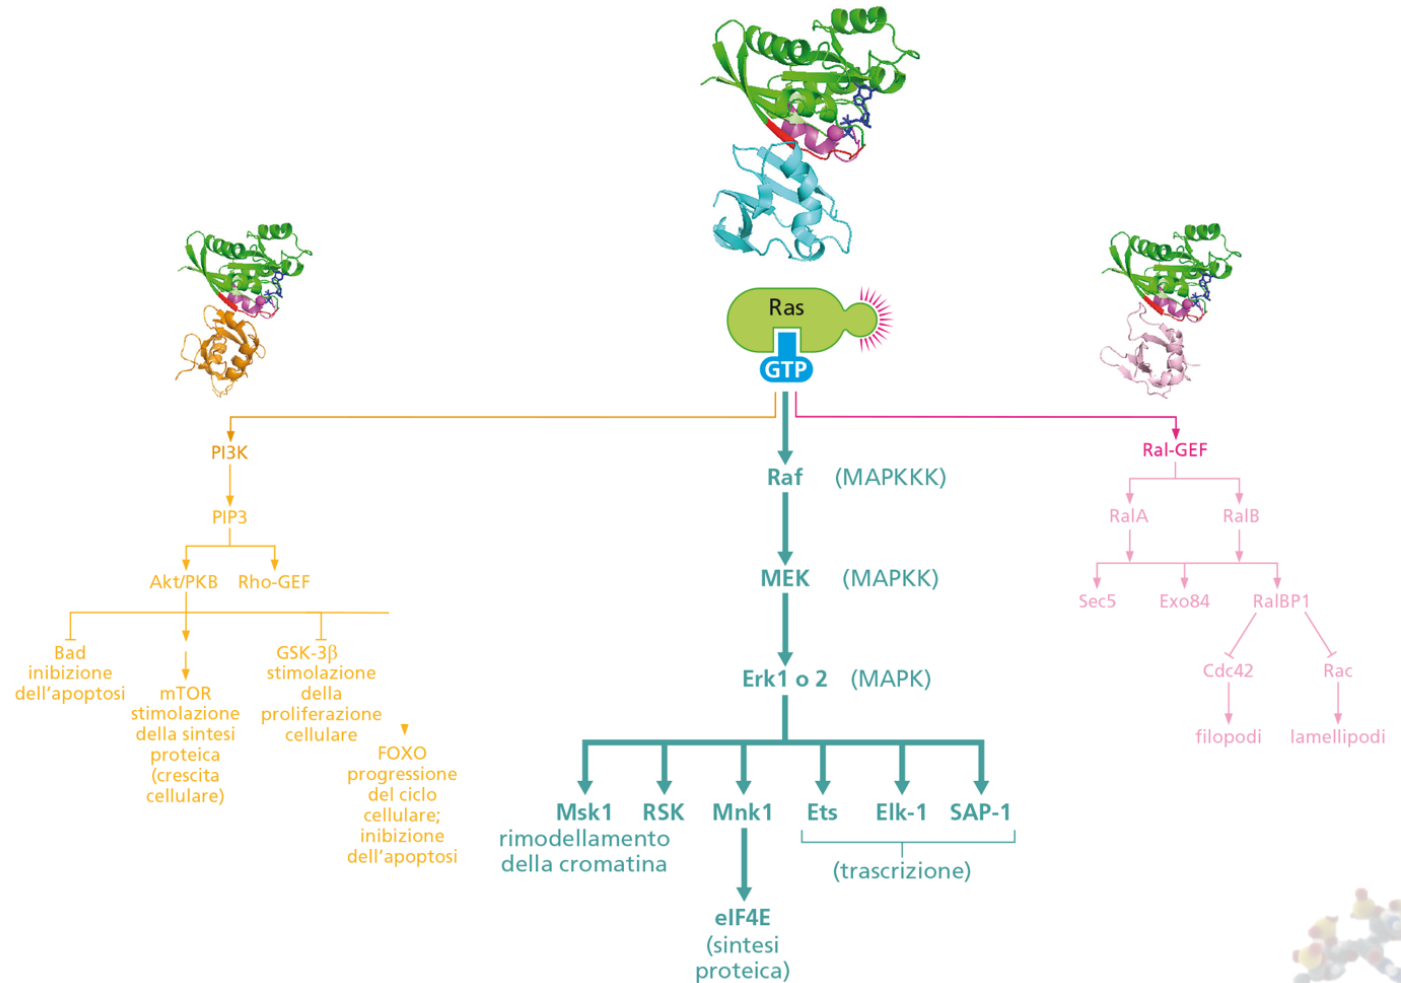 Ras
GTP
PI3K
PIP3
Akt/PKB
Rho-GEF
Bad
inibizione
dell'apoptosi
mTOR
stimolazione
della sintesi
proteica
(crescita
cellulare)
GSK-3β
stimolazione
della
proliferazione
cellulare
FOXO
progressione
del ciclo
cellulare;
inibizione
dell'apoptosi
Raf (MAPKKK)
MEK (MAPKK)
Erk1 o 2 (MAPK)
Msk1
rimodellamento
della cromatina
RSK
Mnk1
eIF4E
(sintesi
proteica)
Ets
Elk-1
SAP-1
(trascrizione)
Ral-GEF
RalA
RalB
Sec5
Exo84
RalBP1
Cdc42
Rac
filopodi
lamellipodi